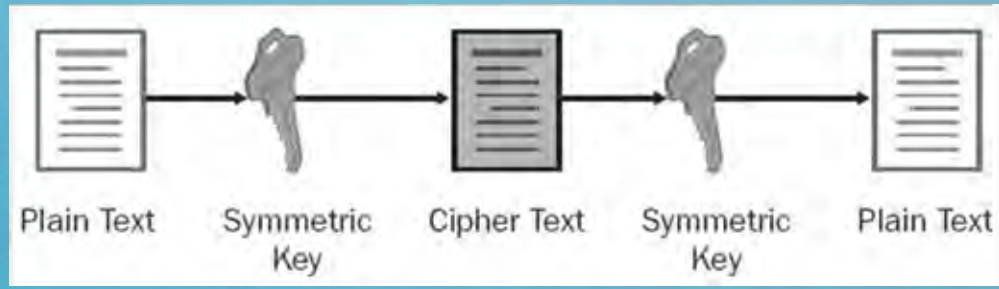 Plain Text
Symmetric
Key
Cipher Text
Symmetric
Key
Plain Text